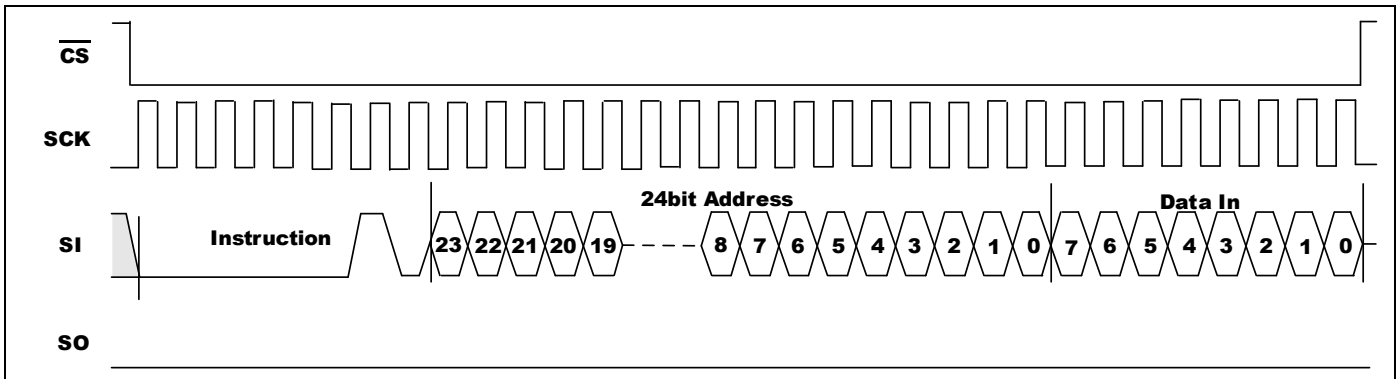 CS
SCK
24bit Address
Data In
SI
Instruction
23 22 21 20 19 8 7 6 5 4 3 2 1 0 7 6 5 4 3 2 1 0
SO